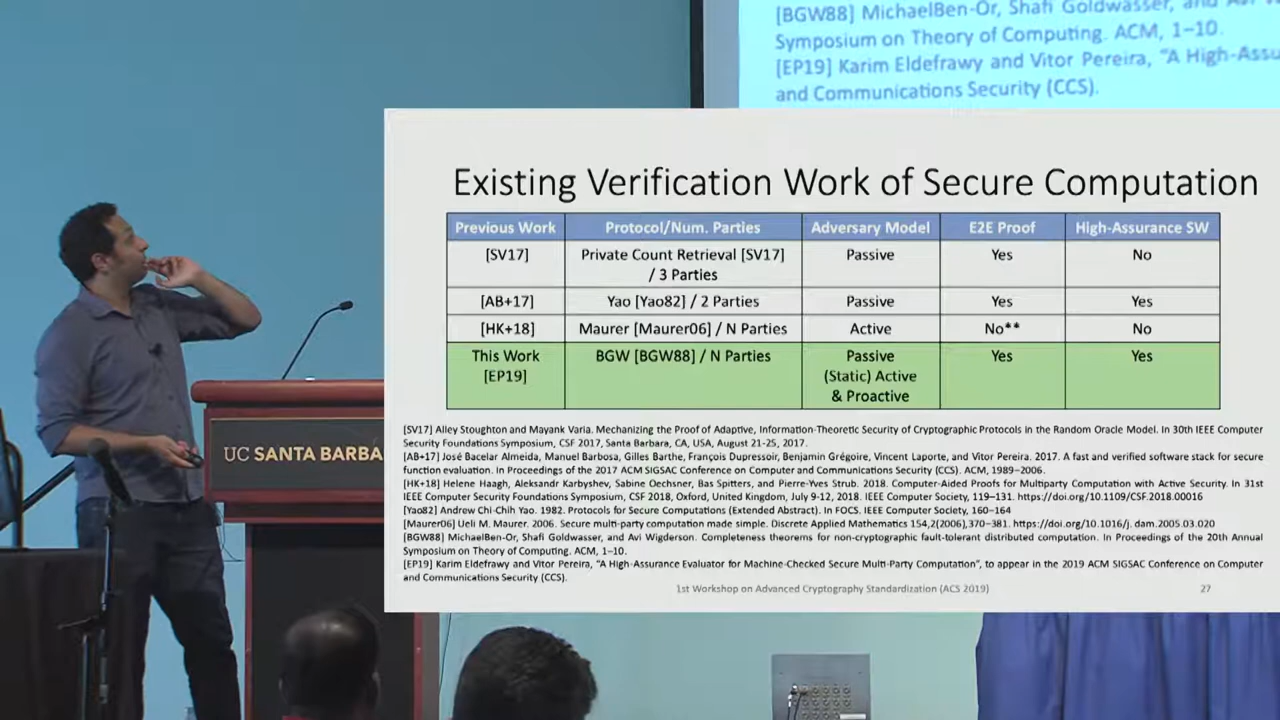 [BGW88] MichaelBen-Or, Shafi Goldwasser, and Avi
Symposium on Theory of Computing. ACM, 1–10.
[EP19] Karim Eldefrawy and Vitor Pereira, “A High-Assu
and Communications Security (CCS).
Existing Verification Work of Secure Computation
Previous Work Protocol/Num. Parties Adversary Model E2E Proof High-Assurance SW
[SV17] Private Count Retrieval [SV17] Passive Yes No
/ 3 Parties
[AB+17] Yao [Yao82] / 2 Parties Passive Yes Yes
[HK+18] Maurer [Maurer06] / N Parties Active No** No
This Work BGW [BGW88] / N Parties Passive Yes Yes
[EP19] (Static) Active
& Proactive
[SV17] Alley Stoughton and Mayank Varia. Mechanizing the Proof of Adaptive, Information-Theoretic Security of Cryptographic Protocols in the Random Oracle Model. In 30th IEEE Computer
Security Foundations Symposium, CSF 2017, Santa Barbara, CA, USA, August 21-25, 2017.
[AB+17] José Bacelar Almeida, Manuel Barbosa, Gilles Barthe, François Dupressoir, Benjamin Grégoire, Vincent Laporte, and Vitor Pereira. 2017. A fast and verified software stack for secure
function evaluation. In Proceedings of the 2017 ACM SIGSAC Conference on Computer and Communications Security (CCS). ACM, 1989–2006.
[HK+18] Helene Haagh, Aleksandr Karbyshev, Sabine Oechsner, Bas Spitters, and Pierre-Yves Strub. 2018. Computer-Aided Proofs for Multiparty Computation with Active Security. In 31st
IEEE Computer Security Foundations Symposium, CSF 2018, Oxford, United Kingdom, July 9-12, 2018. IEEE Computer Society, 119–131. https://doi.org/10.1109/CSF.2018.00016
[Yao82] Andrew Chi-Chih Yao. 1982. Protocols for Secure Computations (Extended Abstract). In FOCS. IEEE Computer Society, 160–164
[Maurer06] Ueli M. Maurer. 2006. Secure multi-party computation made simple. Discrete Applied Mathematics 154,2(2006),370–381. https://doi.org/10.1016/j. dam.2005.03.020
[BGW88] MichaelBen-Or, Shafi Goldwasser, and Avi Wigderson. Completeness theorems for non-cryptographic fault-tolerant distributed computation. In Proceedings of the 20th Annual
Symposium on Theory of Computing. ACM, 1–10.
[EP19] Karim Eldefrawy and Vitor Pereira, “A High-Assurance Evaluator for Machine-Checked Secure Multi-Party Computation”, to appear in the 2019 ACM SIGSAC Conference on Computer
and Communications Security (CCS).
1st Workshop on Advanced Cryptography Standardization (ACS 2019) 27
UC SANTA BARBA